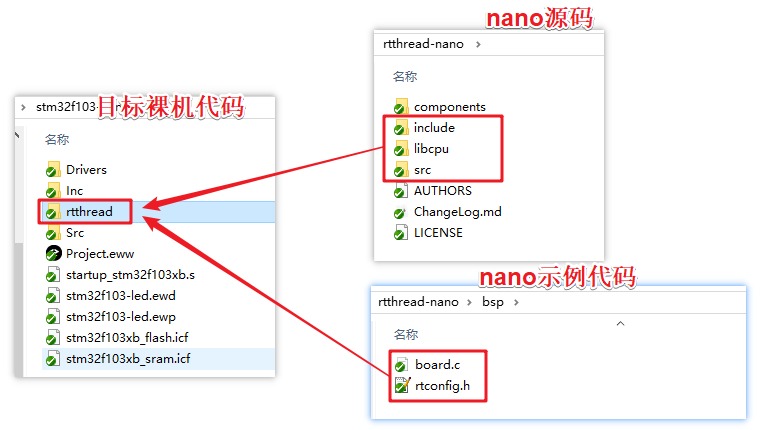 nano源码
rtthread-nano >
名称
components
include
libcpu
src
AUTHORS
ChangeLog.md
LICENSE
目标裸机代码
> stm32f103-
名称
Drivers
Inc
rtthread
Src
Project.eww
startup_stm32f103xb.s
stm32f103-led.ewd
stm32f103-led.ewp
stm32f103xb_flash.icf
stm32f103xb_sram.icf
nano示例代码
rtthread-nano > bsp >
名称
board.c
rtconfig.h